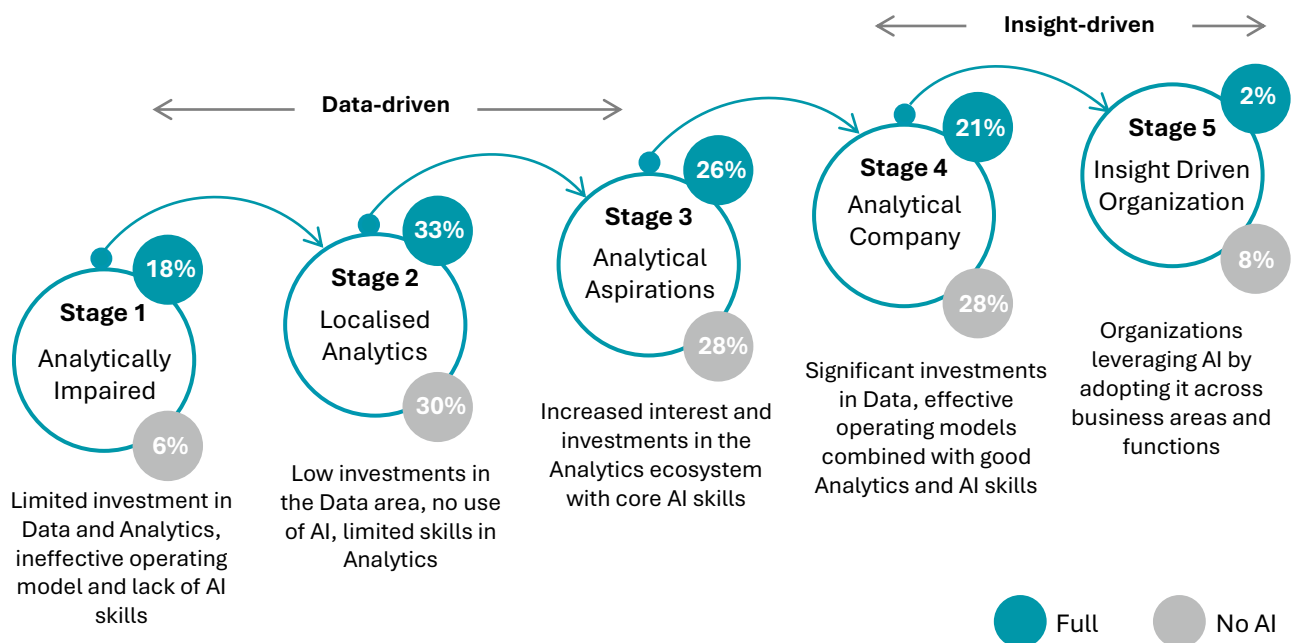 Insight-driven
Data-driven
18%
Stage 1
Analytically
Impaired
6%
Limited investment in
Data and Analytics,
ineffective operating
model and lack of AI
skills
33%
Stage 2
Localised
Analytics
30%
Low investments in
the Data area, no use
of AI, limited skills in
Analytics
26%
Stage 3
Analytical
Aspirations
28%
Increased interest and
investments in the
Analytics ecosystem
with core AI skills
21%
Stage 4
Analytical
Company
28%
Significant investments
in Data, effective
operating models
combined with good
Analytics and AI skills
2%
Stage 5
Insight Driven
Organization
8%
Organizations
leveraging AI by
adopting it across
business areas and
functions
Full
No AI